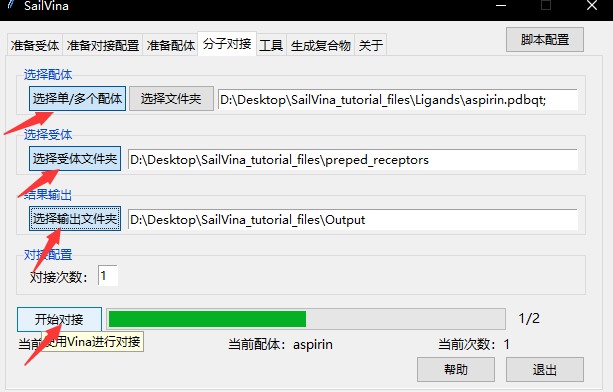 SailVina
准备受体 准备对接配置 准备配体 分子对接 工具 生成复合物 关于 脚本配置
选择配体
选择单/多个配体 选择文件夹 D:\Desktop\SailVina_tutorial_files\Ligands\aspirin.pdbqt;
选择受体
选择受体文件夹 D:\Desktop\SailVina_tutorial_files\preped_receptors
结果输出
选择输出文件夹 D:\Desktop\SailVina_tutorial_files\Output
对接配置
对接次数： 1
开始对接 1/2
当前 使用Vina进行对接 当前配体：aspirin 当前次数：1
帮助 退出